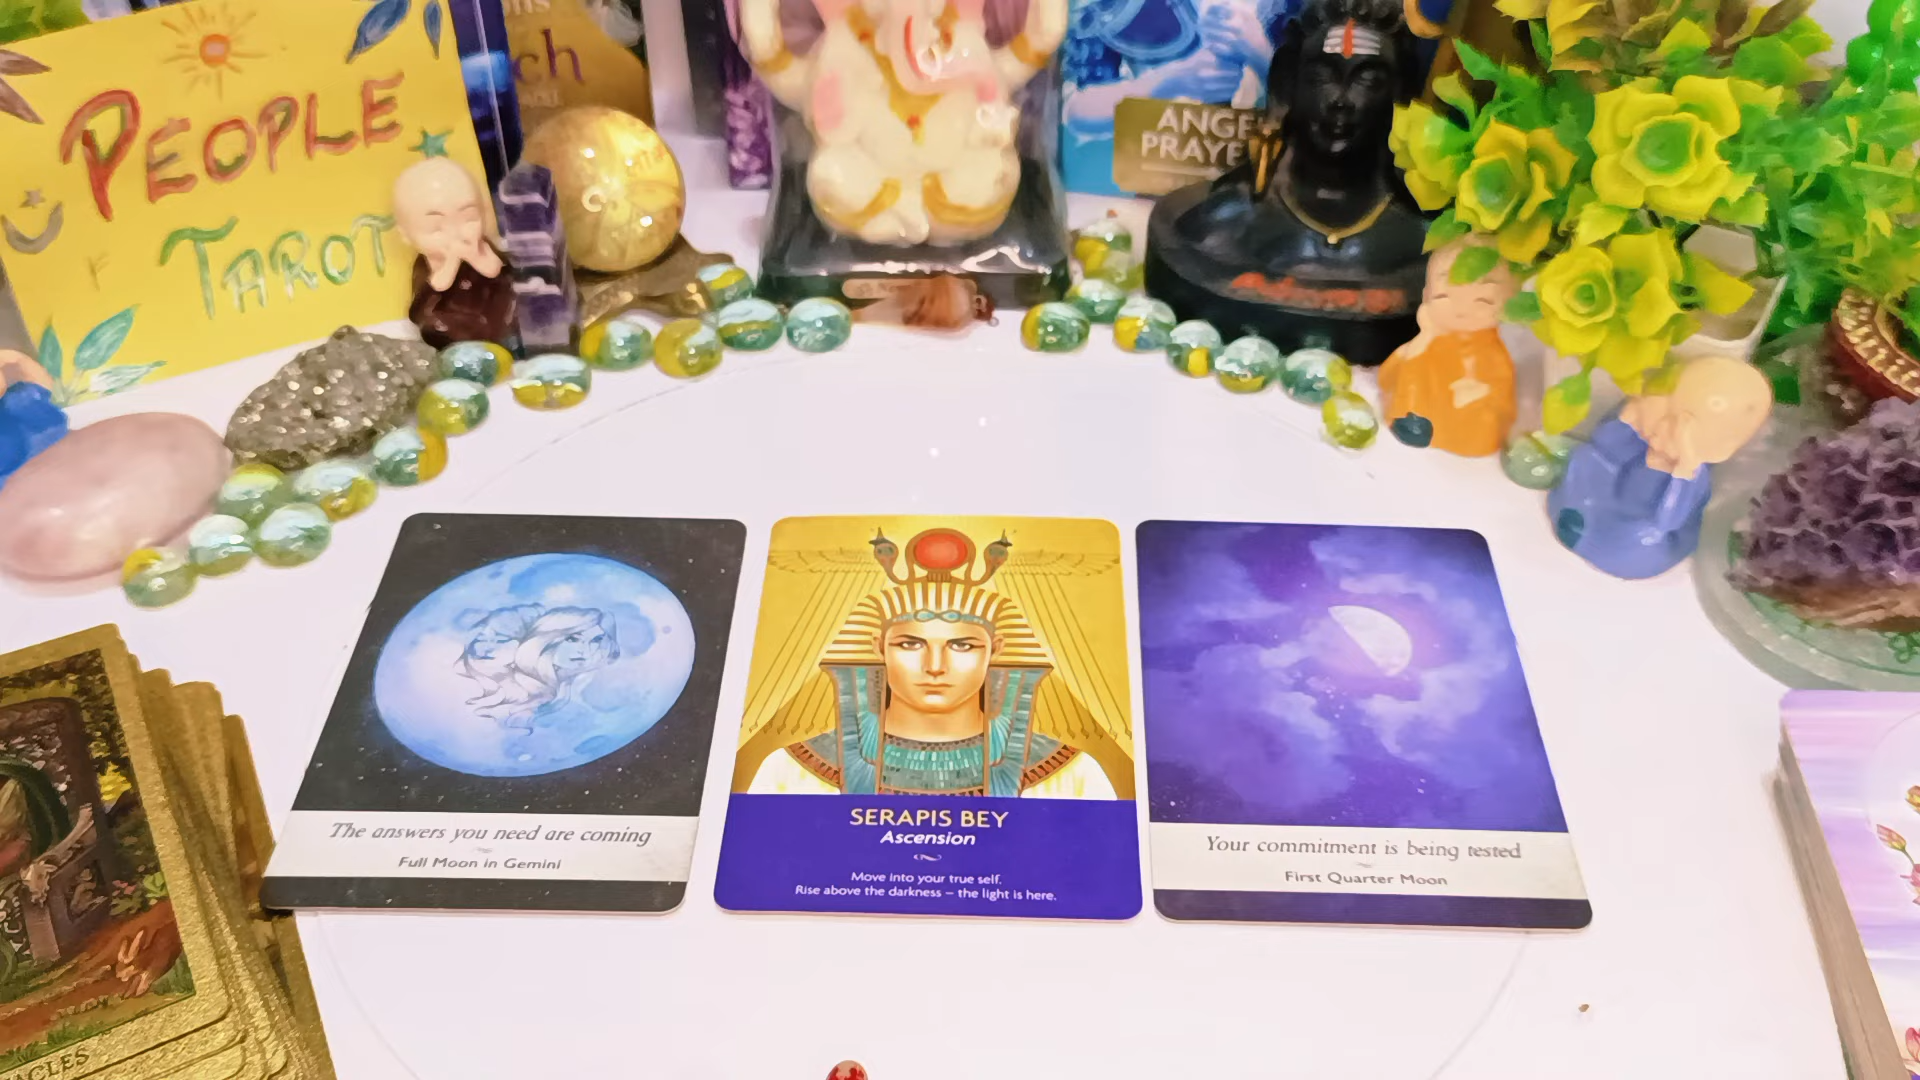 PEOPLE
TAROT
ch
ANGE
PRAYE
The answers you need are coming
Full Moon in Gemini
SERAPIS BEY
Ascension
Move into your true self.
Rise above the darkness – the light is here.
Your commitment is being tested
First Quarter Moon
ACLES